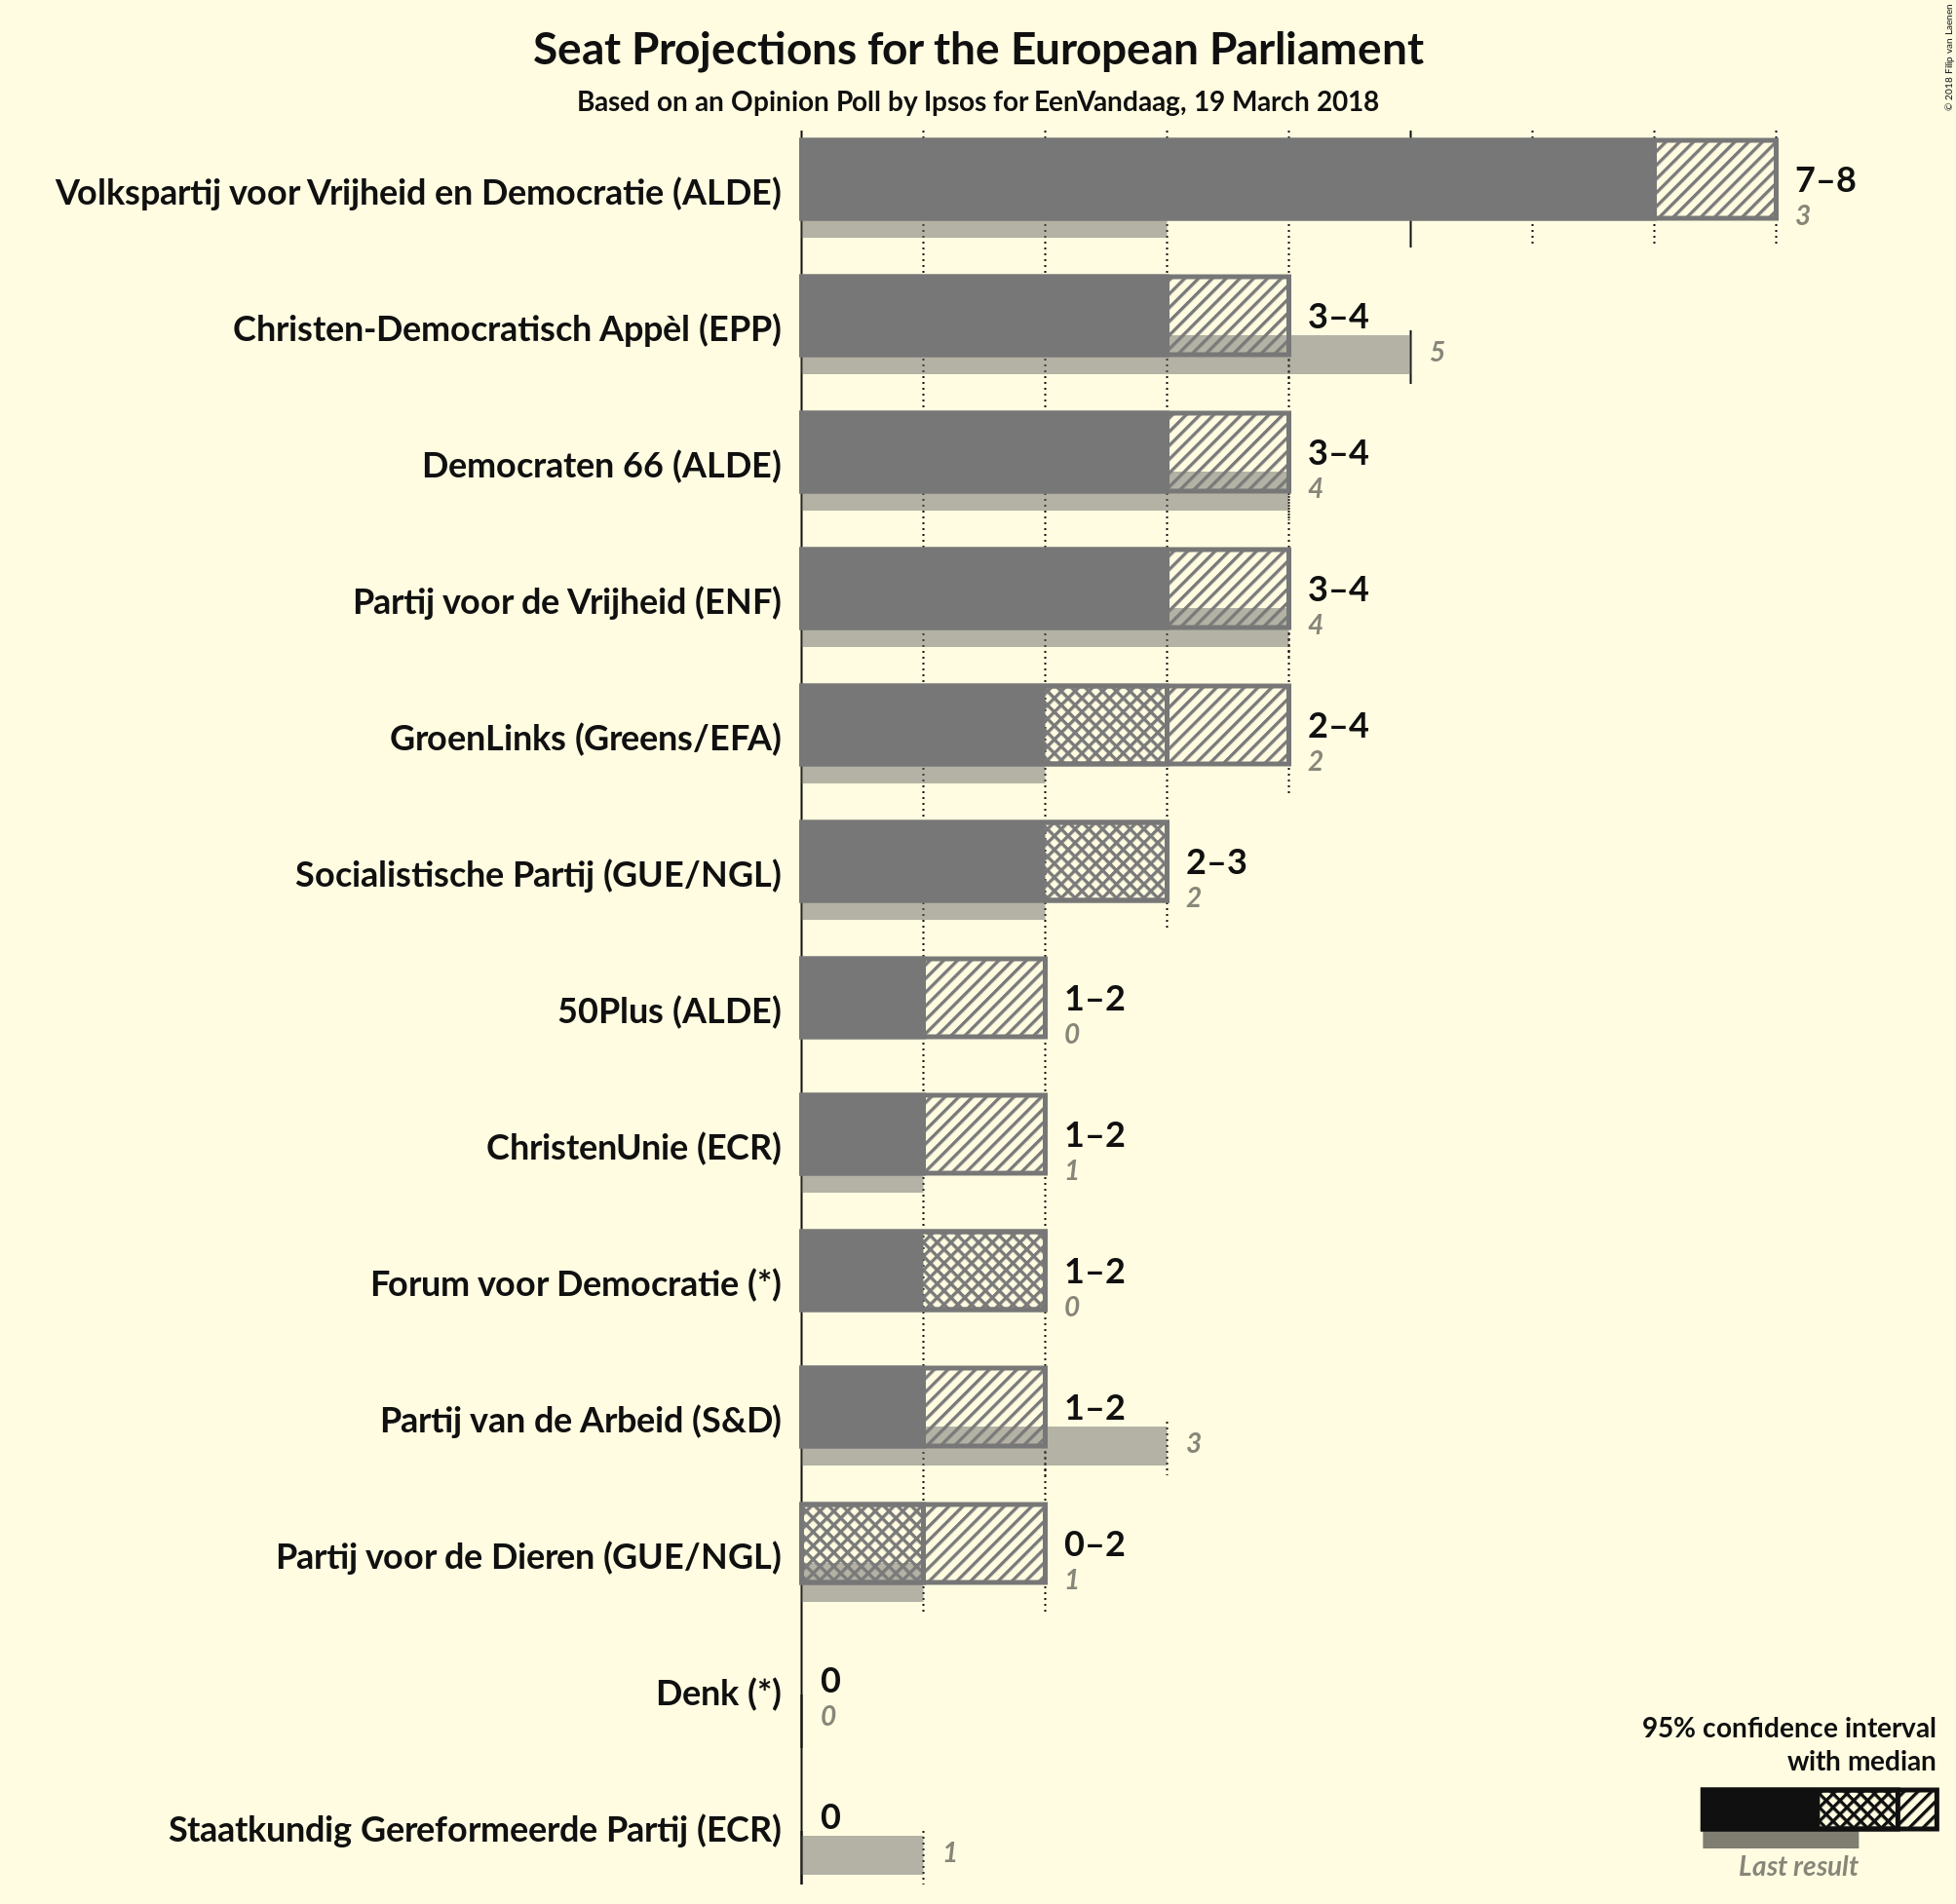 Seat Projections for the European Parliament
Based on an Opinion Poll by Ipsos for EenVandaag, 19 March 2018
© 2018 Filip van Laenen
Volkspartij voor Vrijheid en Democratie (ALDE)
7–8
3
Christen-Democratisch Appèl (EPP)
3–4
5
Democraten 66 (ALDE)
3–4
4
Partij voor de Vrijheid (ENF)
3–4
4
GroenLinks (Greens/EFA)
2–4
2
Socialistische Partij (GUE/NGL)
2–3
2
50Plus (ALDE)
1–2
0
ChristenUnie (ECR)
1–2
1
Forum voor Democratie (*)
1–2
0
Partij van de Arbeid (S&D)
1–2
3
Partij voor de Dieren (GUE/NGL)
0–2
1
Denk (*)
0
0
Staatkundig Gereformeerde Partij (ECR)
0
1
95% confidence interval
with median
Last result